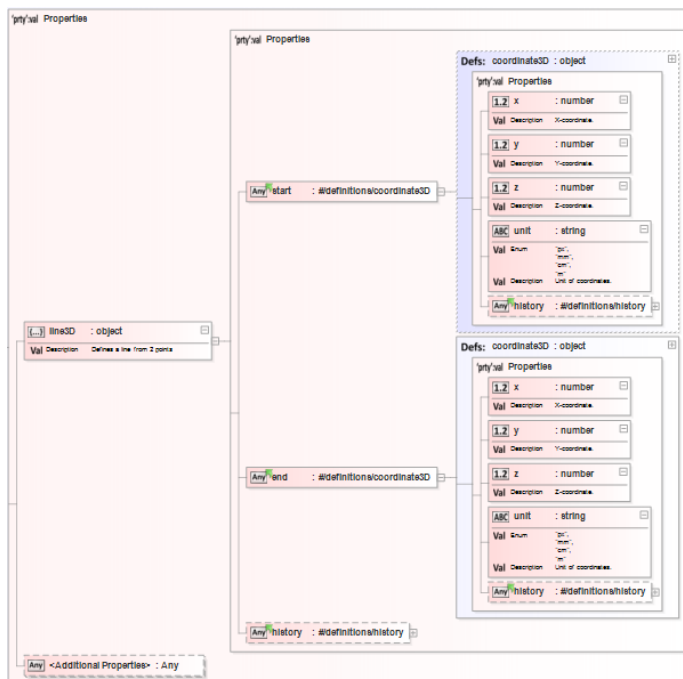 'prty':val Properties
'prty':val Properties
Defs: coordinate3D : object
'prty':val Properties
1.2 x : number
Val Description X-coordinate.
1.2 y : number
Val Description Y-coordinate.
1.2 z : number
Val Description Z-coordinate.
Any start : #/definitions/coordinate3D
ABC unit : string
Val Enum "px",
"mm",
"cm",
"m"
Val Description Unit of coordinates.
Any history : #/definitions/history
{...} line3D : object
Val Description Defines a line from 2 points
Defs: coordinate3D : object
'prty':val Properties
1.2 x : number
Val Description X-coordinate.
1.2 y : number
Val Description Y-coordinate.
1.2 z : number
Val Description Z-coordinate.
Any end : #/definitions/coordinate3D
ABC unit : string
Val Enum "px",
"mm",
"cm",
"m"
Val Description Unit of coordinates.
Any history : #/definitions/history
Any history : #/definitions/history
Any <Additional Properties> : Any